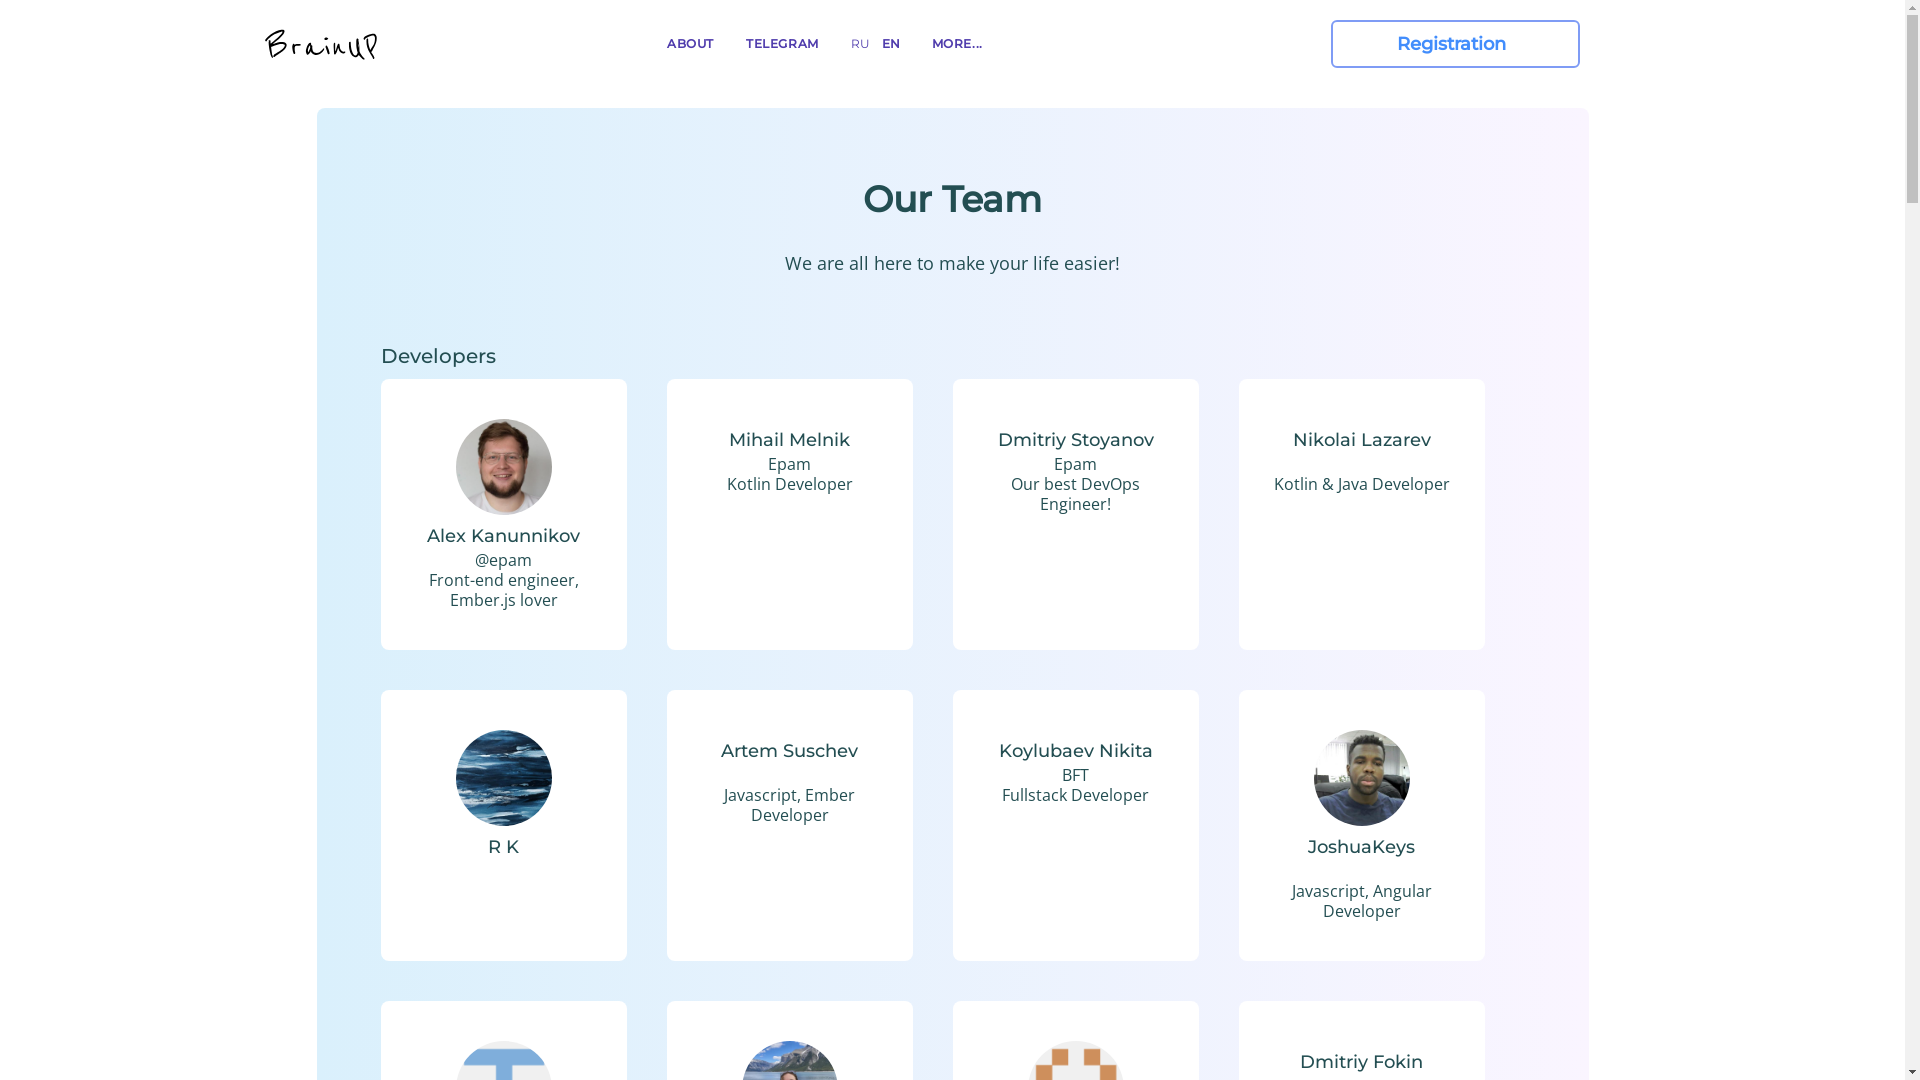 BrainUP
ABOUT
TELEGRAM
RU
EN
MORE...
Registration
Our Team
We are all here to make your life easier!
Developers
Alex Kanunnikov
@epam
Front-end engineer,
Ember.js lover
Mihail Melnik
Epam
Kotlin Developer
Dmitriy Stoyanov
Epam
Our best DevOps
Engineer!
Nikolai Lazarev
Kotlin & Java Developer
R K
Artem Suschev
Javascript, Ember
Developer
Koylubaev Nikita
BFT
Fullstack Developer
JoshuaKeys
Javascript, Angular
Developer
Dmitriy Fokin